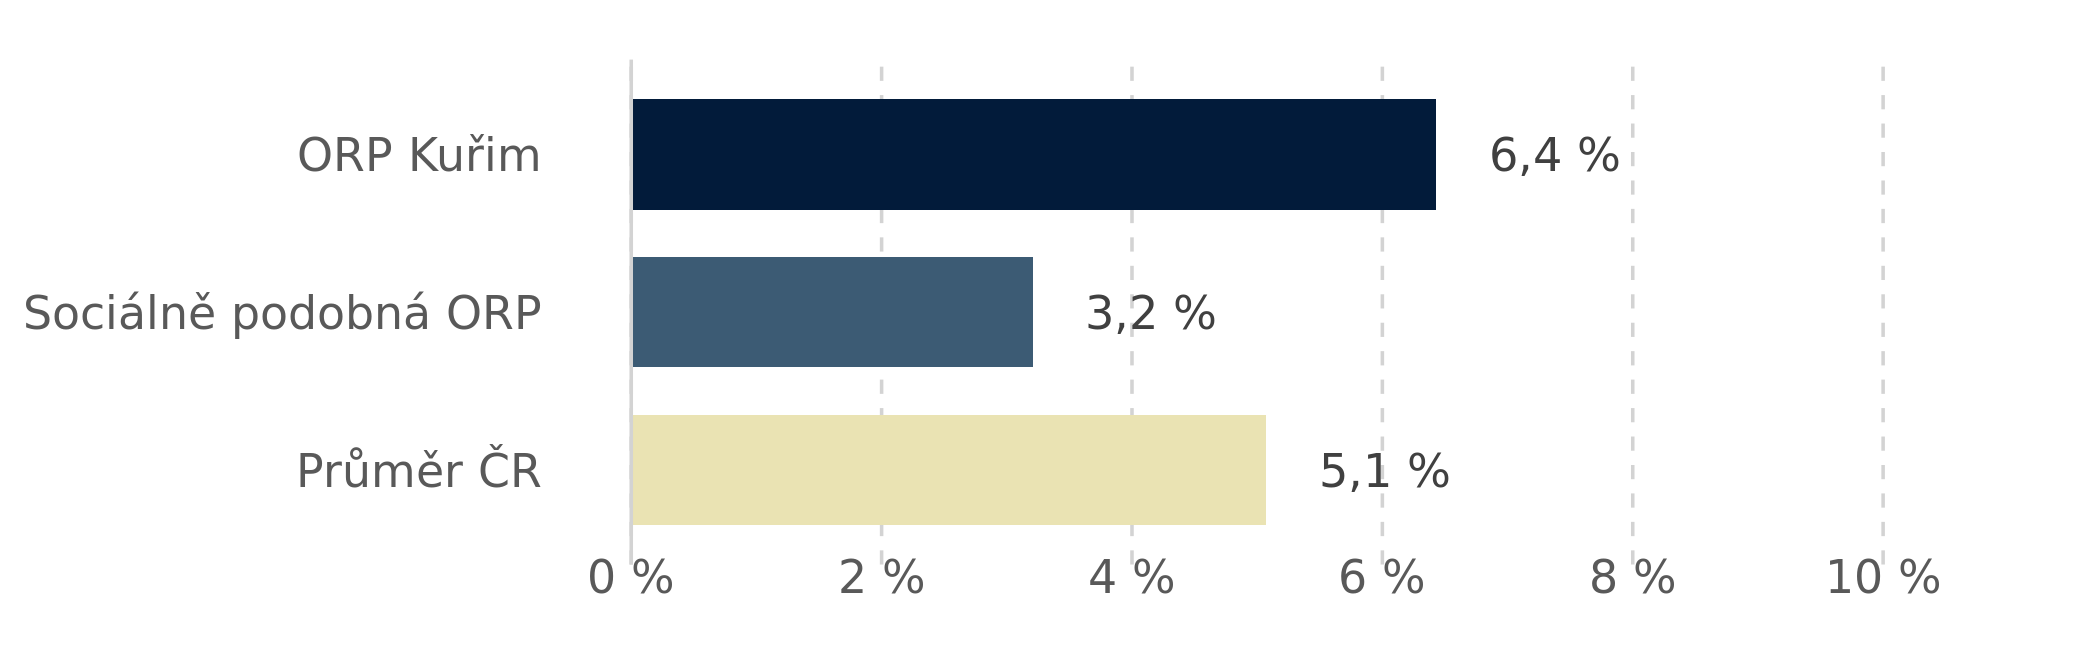 ORP Kuřim
6,4 %
Sociálně podobná ORP
3,2 %
Průměr ČR
5,1 %
0 % 2 % 4 % 6 % 8 % 10 %